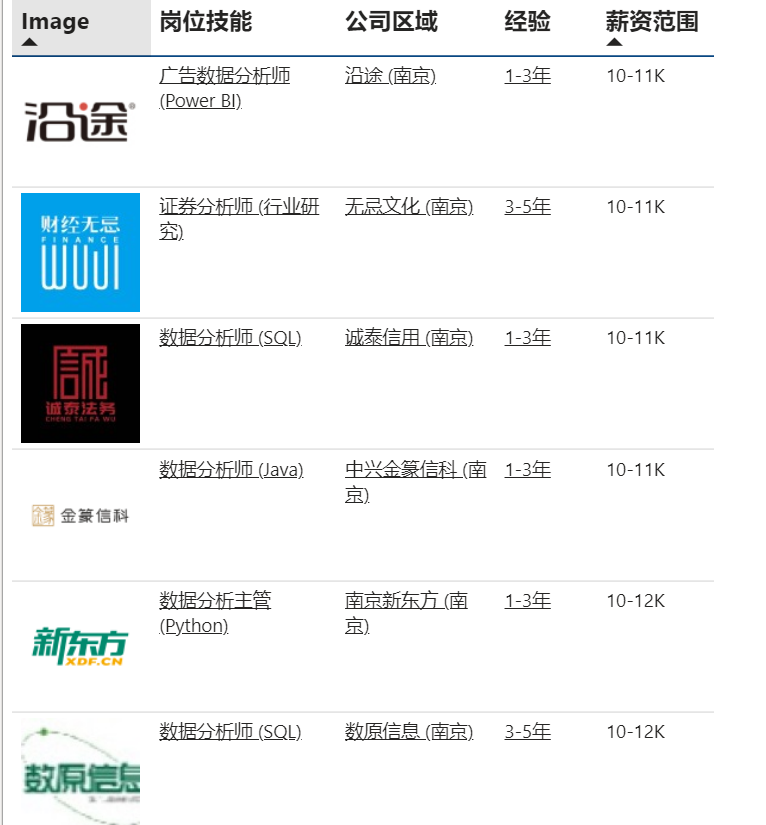 Image 岗位技能 公司区域 经验 薪资范围
广告数据分析师 沿途 (南京) 1-3年 10-11K
(Power BI)
沿途®
证券分析师 (行业研 无忌文化 (南京) 3-5年 10-11K
究)
财经无忌
FINANCE
WUJI
数据分析师 (SQL) 诚泰信用 (南京) 1-3年 10-11K
誠信
诚泰法务
CHENG TAI FA WU
数据分析师 (Java) 中兴金篆信科 (南 1-3年 10-11K
京)
金篆 金篆信科
数据分析主管 南京新东方 (南 1-3年 10-12K
(Python) 京)
新东方
XDF.CN
数据分析师 (SQL) 数原信息 (南京) 3-5年 10-12K
数原信息